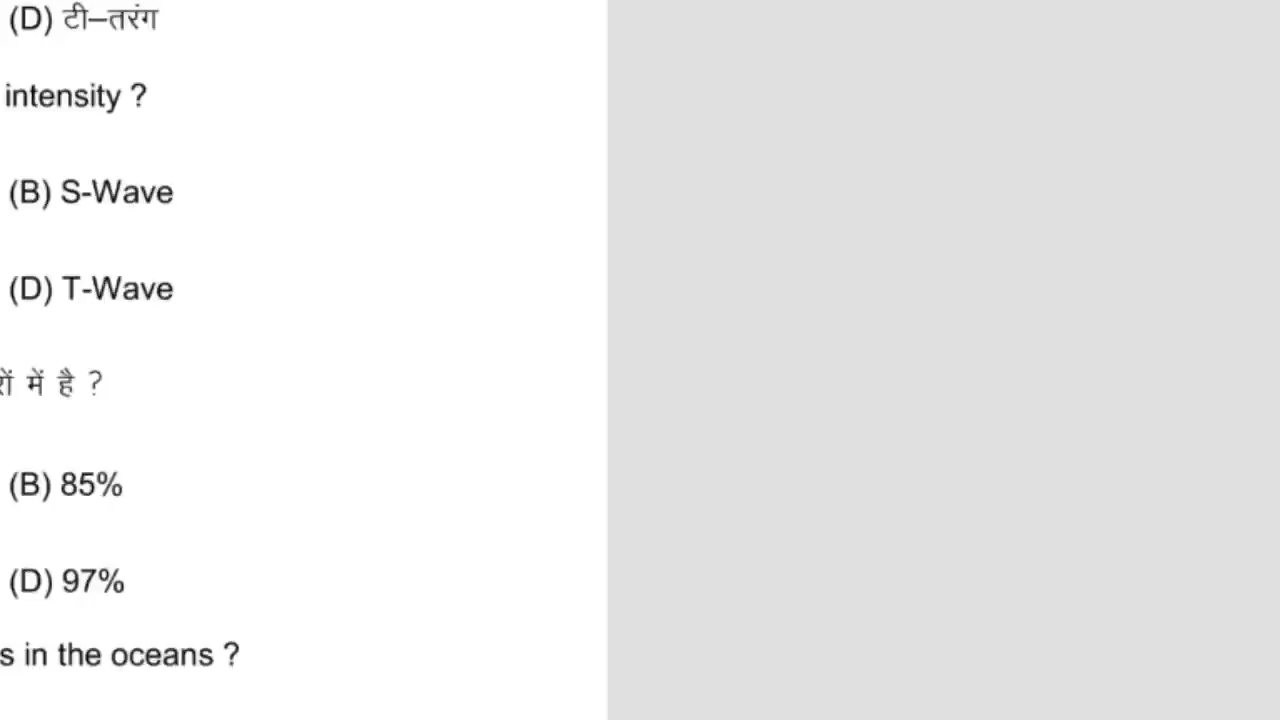 (D) टी–तरंग
intensity ?
(B) S-Wave
(D) T-Wave
में है ?
(B) 85%
(D) 97%
s in the oceans ?